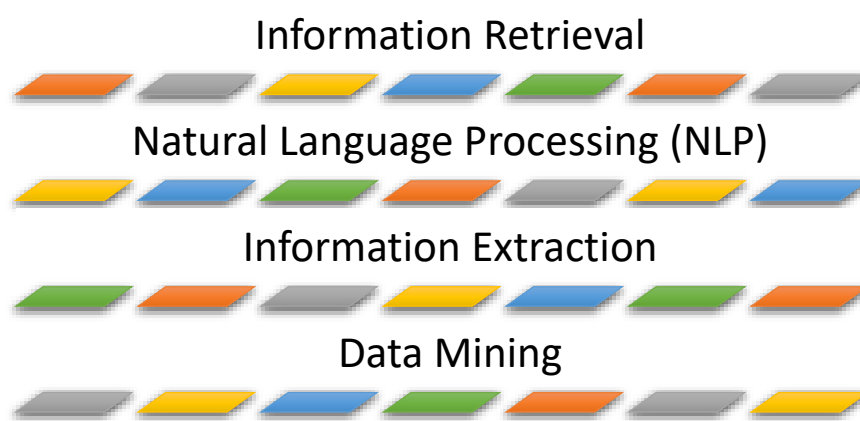 Information Retrieval
Natural Language Processing (NLP)
Information Extraction
Data Mining